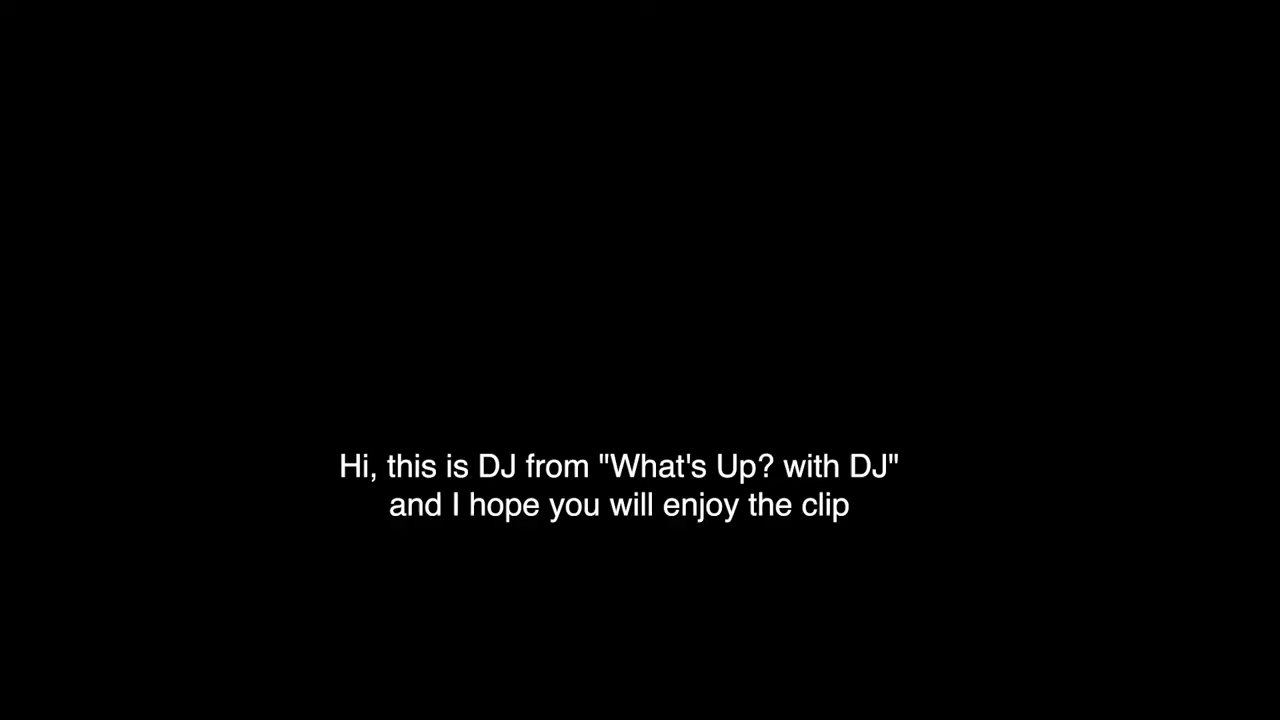 Hi, this is DJ from "What's Up? with DJ"
and I hope you will enjoy the clip